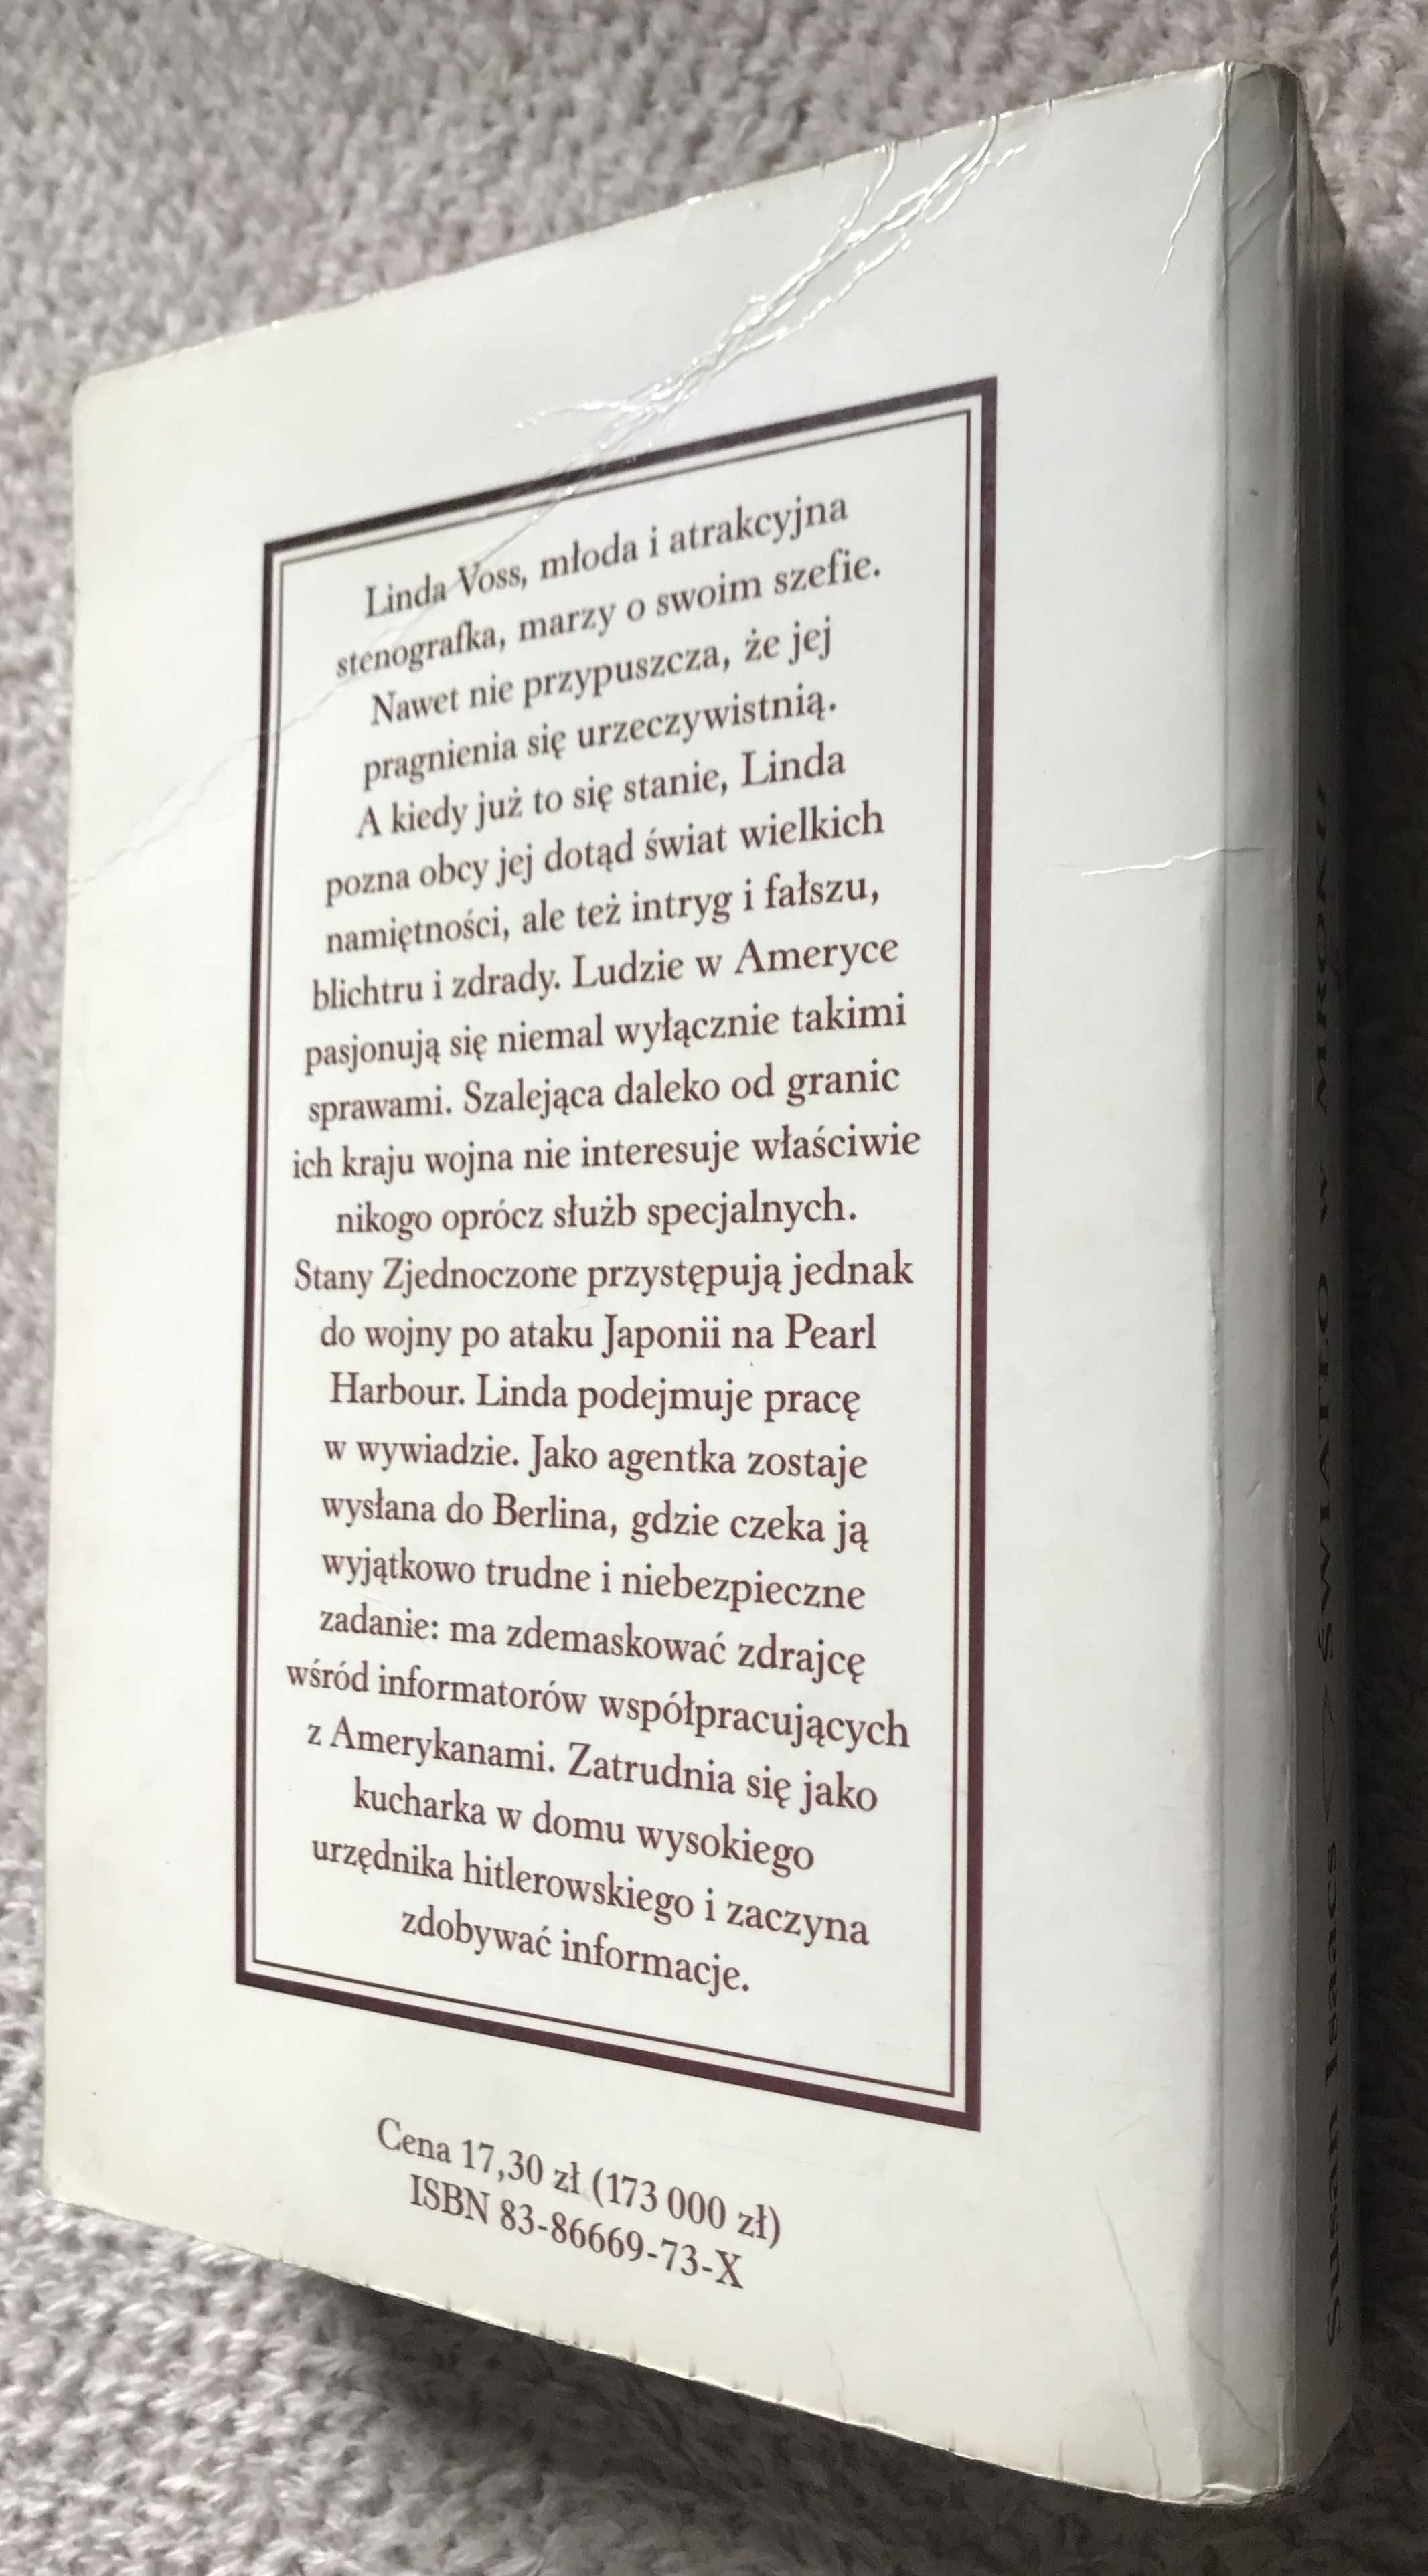 Linda Voss, młoda i atrakcyjna
stenografka, marzy o swoim szefie.
Nawet nie przypuszcza, że jej
pragnienia się urzeczywistnią.
A kiedy już to się stanie, Linda
pozna obcy jej dotąd świat wielkich
namiętności, ale też intryg i fałszu,
blichtru i zdrady. Ludzie w Ameryce
pasjonują się niemal wyłącznie takimi
sprawami. Szalejąca daleko od granic
ich kraju wojna nie interesuje właściwie
nikogo oprócz służb specjalnych.
Stany Zjednoczone przystępują jednak
do wojny po ataku Japonii na Pearl
Harbour. Linda podejmuje pracę
w wywiadzie. Jako agentka zostaje
wysłana do Berlina, gdzie czeka ją
wyjątkowo trudne i niebezpieczne
zadanie: ma zdemaskować zdrajcę
wśród informatorów współpracujących
z Amerykanami. Zatrudnia się jako
kucharka w domu wysokiego
urzędnika hitlerowskiego i zaczyna
zdobywać informacje.
Cena 17,30 zł (173 000 zł)
ISBN 83-86669-73-X
Susan Isaacs ŚWIATŁO W MROKU